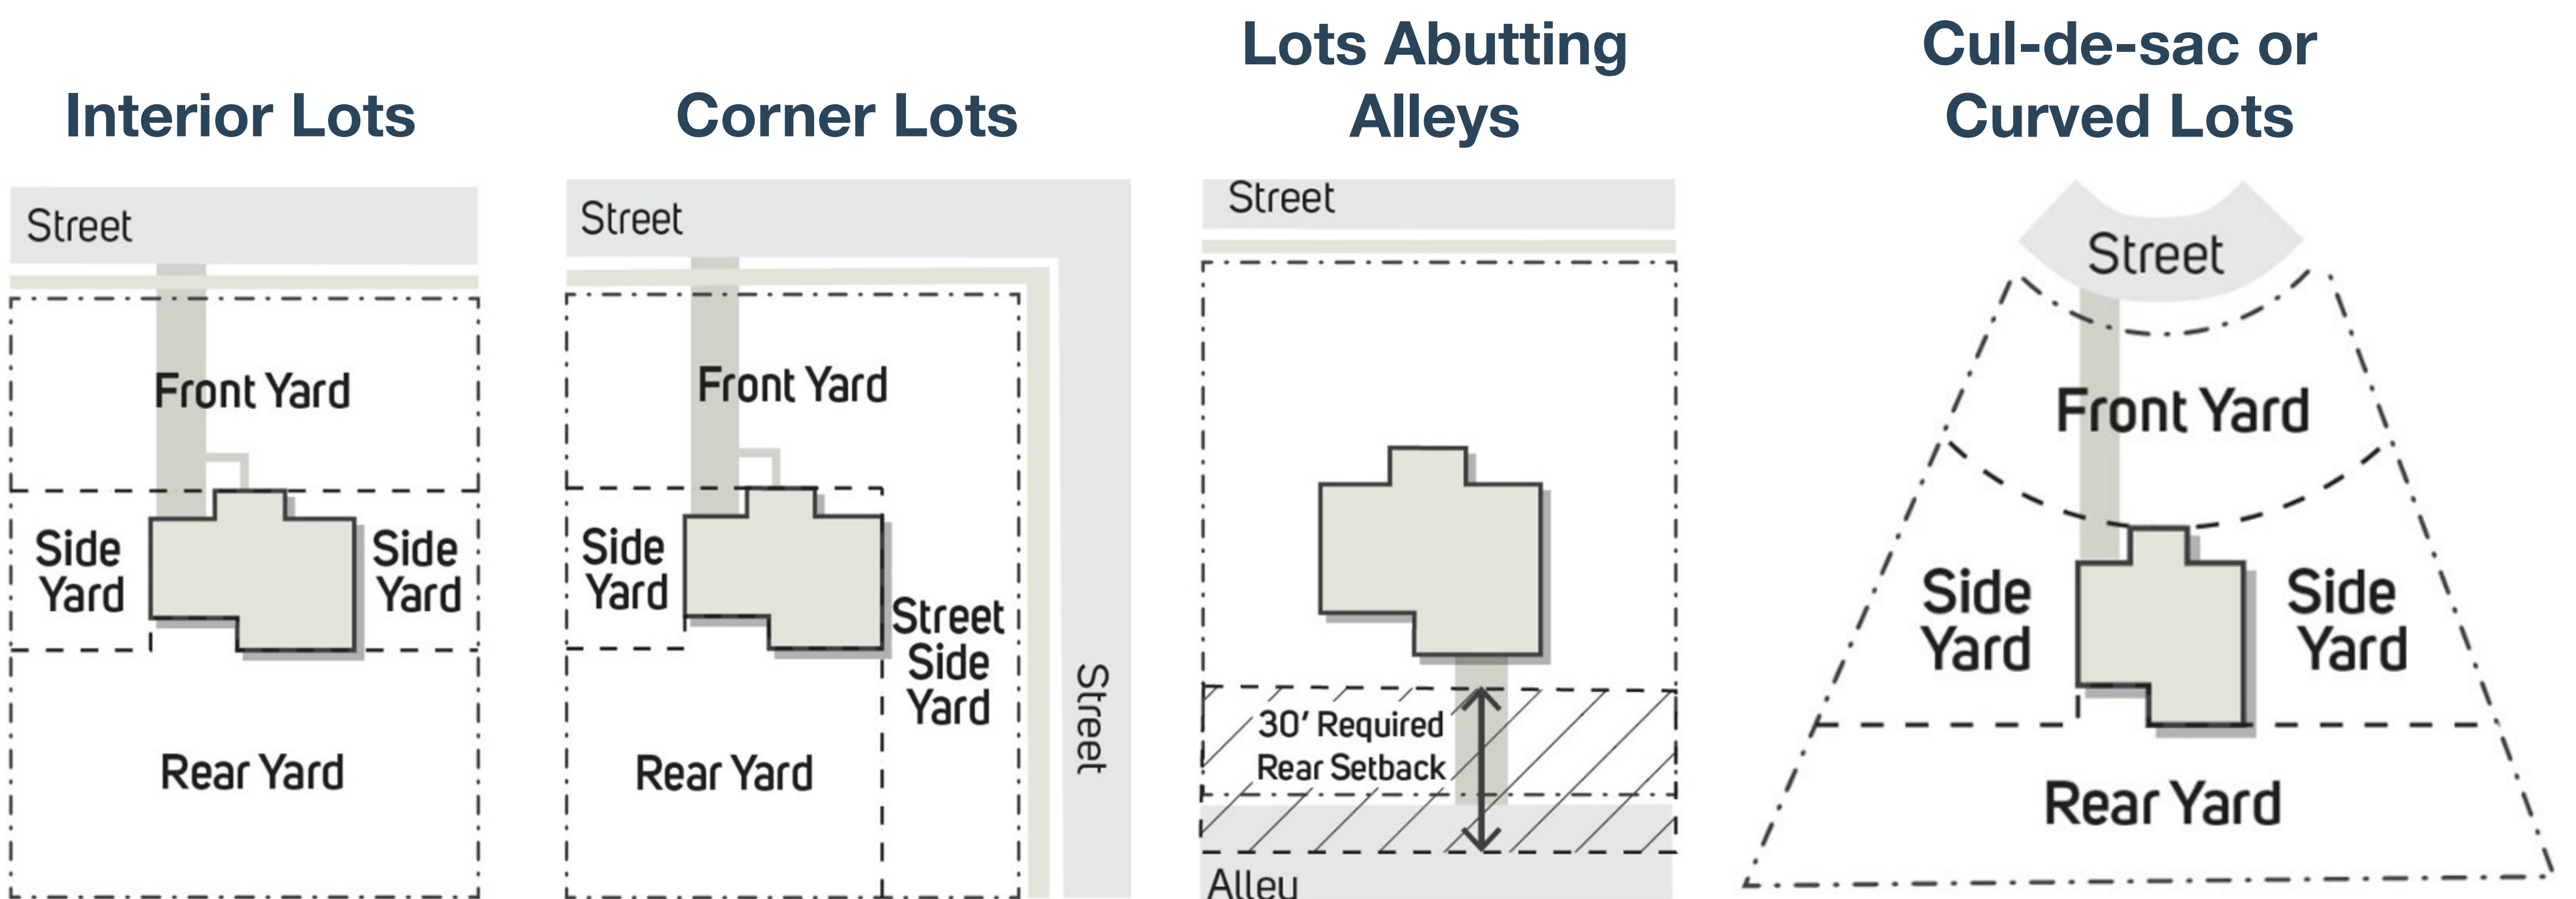 Interior Lots
Street
Front Yard
Side
Yard
Side
Yard
Rear Yard
Corner Lots
Street
Front Yard
Side
Yard
Street
Side
Yard
Rear Yard
Street
Lots Abutting
Alleys
Street
30' Required
Rear Setback
Alley
Cul-de-sac or
Curved Lots
Street
Front Yard
Side
Yard
Side
Yard
Rear Yard